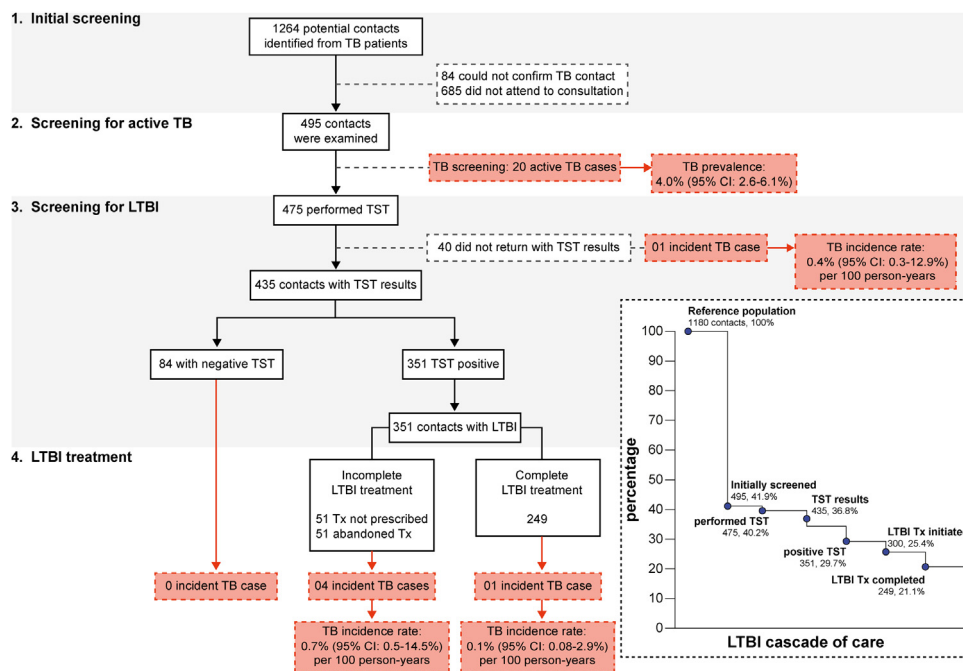 1. Initial screening
1264 potential contacts
identified from TB patients
84 could not confirm TB contact
685 did not attend to consultation
2. Screening for active TB
495 contacts
were examined
TB screening: 20 active TB cases
TB prevalence:
4.0% (95% CI: 2.6-6.1%)
3. Screening for LTBI
475 performed TST
40 did not return with TST results
01 incident TB case
TB incidence rate:
0.4% (95% CI: 0.3-12.9%)
per 100 person-years
435 contacts with TST results
84 with negative TST
351 TST positive
351 contacts with LTBI
4. LTBI treatment
Incomplete
LTBI treatment
51 Tx not prescribed
51 abandoned Tx
Complete
LTBI treatment
249
0 incident TB case
04 incident TB cases
01 incident TB case
TB incidence rate:
0.7% (95% CI: 0.5-14.5%)
per 100 person-years
TB incidence rate:
0.1% (95% CI: 0.08-2.9%)
per 100 person-years
percentage
100
90
80
70
60
50
40
30
20
10
0
Reference population
1180 contacts, 100%
Initially screened
495, 41.9%
performed TST
475, 40.2%
TST results
435, 36.8%
positive TST
351, 29.7%
LTBI Tx initiated
300, 25.4%
LTBI Tx completed
249, 21.1%
LTBI cascade of care